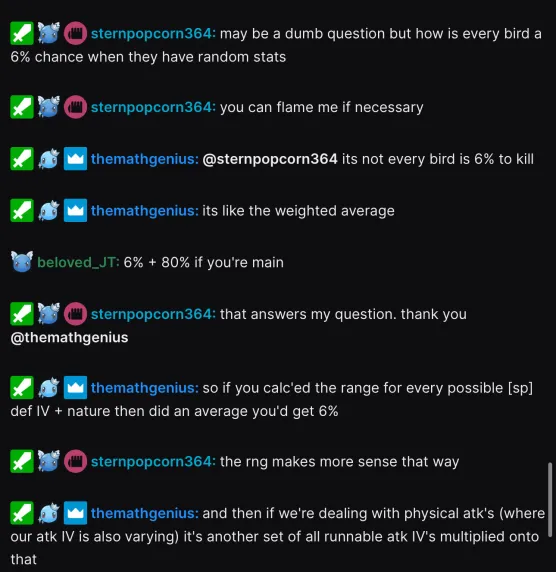 sternpopcorn364: may be a dumb question but how is every bird a
6% chance when they have random stats
sternpopcorn364: you can flame me if necessary
themathgenius: @sternpopcorn364 its not every bird is 6% to kill
themathgenius: its like the weighted average
beloved_JT: 6% + 80% if you're main
sternpopcorn364: that answers my question. thank you
@themathgenius
themathgenius: so if you calc'ed the range for every possible [sp]
def IV + nature then did an average you'd get 6%
sternpopcorn364: the rng makes more sense that way
themathgenius: and then if we're dealing with physical atk's (where
our atk IV is also varying) it's another set of all runnable atk IV's multiplied onto
that